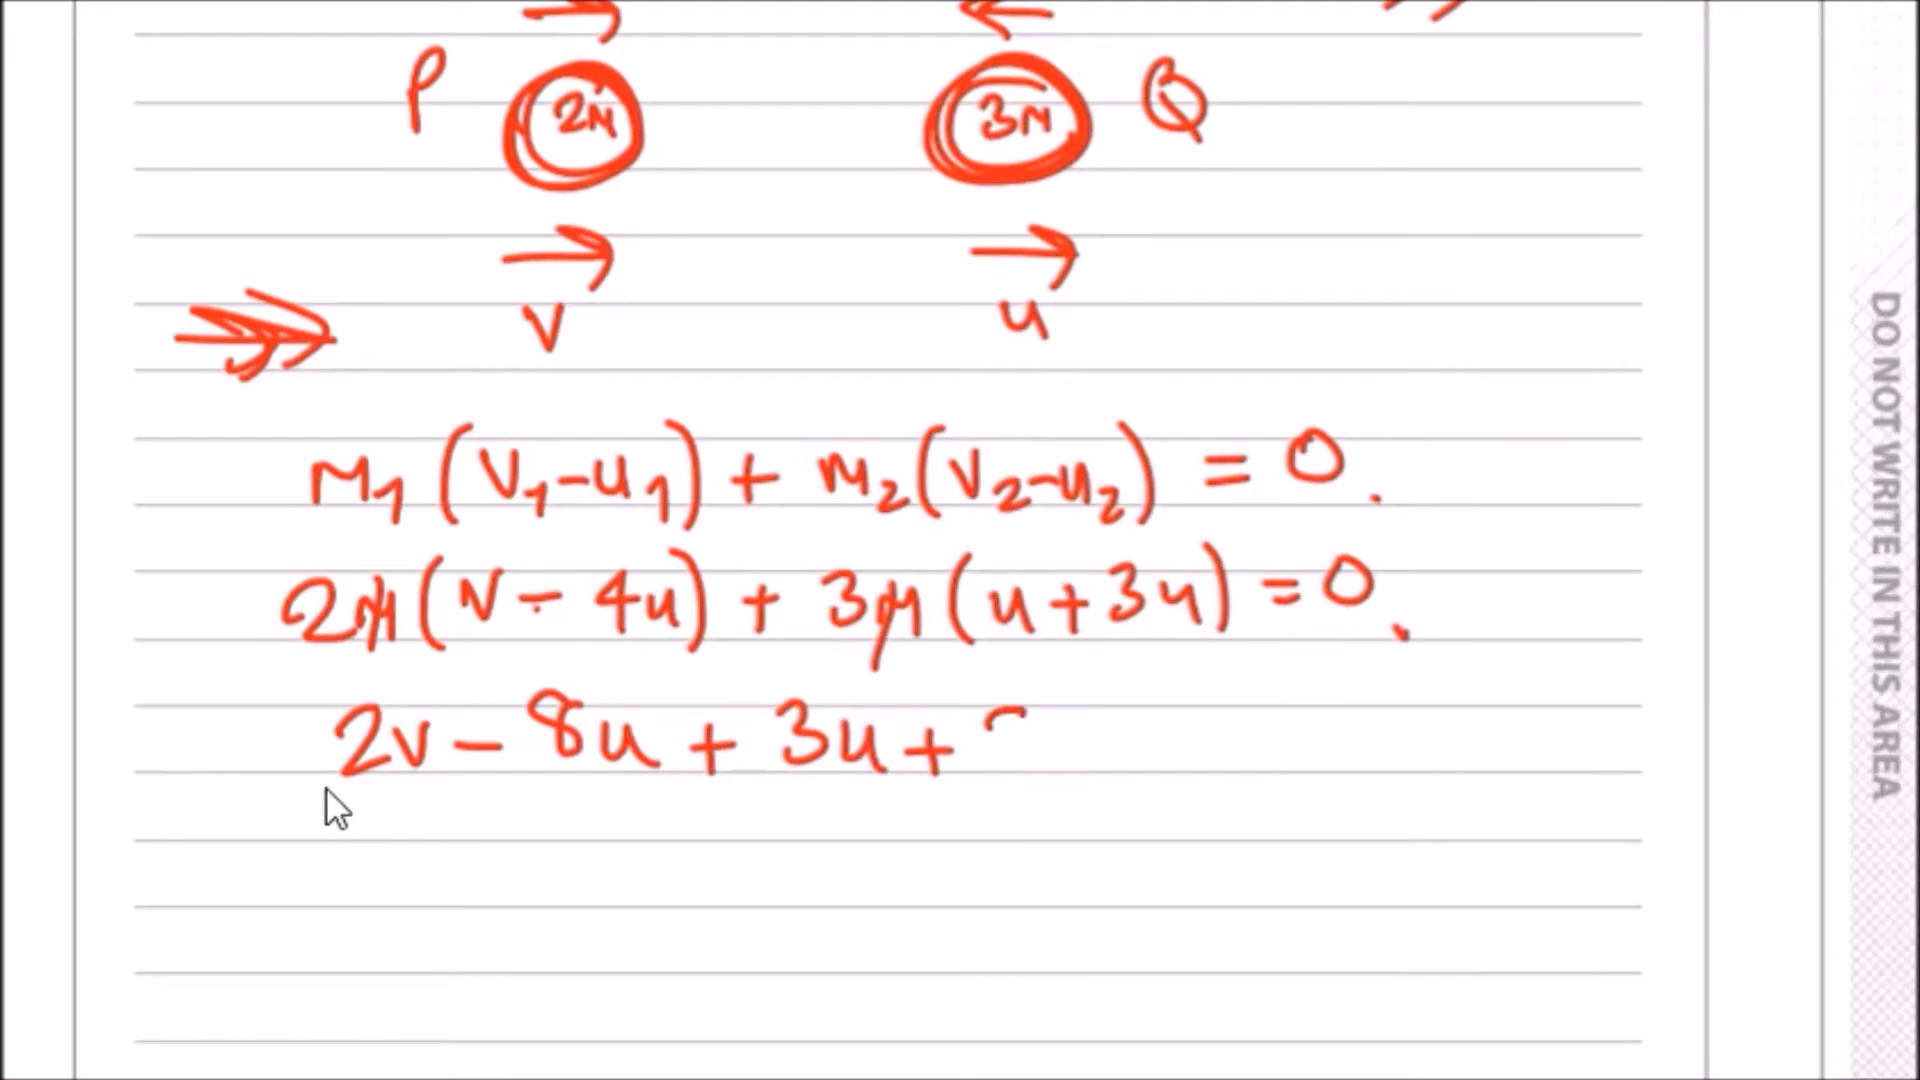 P 2M 3M Q
V u
M1 (V1-u1) + M2(V2-u2) = 0.
2M(V - 4u) + 3M(u+3u) = 0.
2v - 8u + 3u +
DO NOT WRITE IN THIS AREA